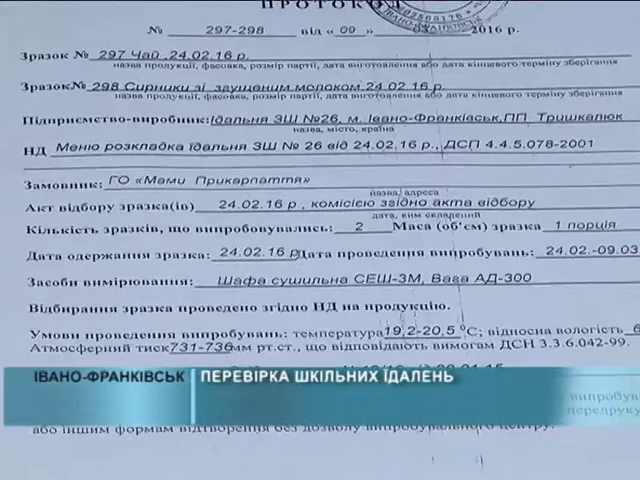 ПРОТОКОЛ
№ 297-298 від «09» 2016 р.
Зразок № 297 Чай ,24.02.16 р.
назва продукції, фасовка, розмір партії, дата виготовлення або дата кінцевого терміну зберігання
Зразок№ 298 Сирники зі згущеним молоком 24.02.16 р.
назва продукції, фасовка, розмір партії, дата виготовлення або дата кінцевого терміну зберігання
Підприємство-виробник: Їдальня ЗШ №26, м. Івано-Франківськ,ПП Тришкалюк
назва, місто, країна
НД Меню розкладка їдальня ЗШ № 26 від 24.02.16 р., ДСП 4.4.5.078-2001
Замовник: ГО «Мами Прикарпаття»
назва, адреса
Акт відбору зразка(ів) 24.02.16 р , комісією згідно акта відбору
дата, ким складений
Кількість зразків, що випробовувались: 2 Маса (об'єм) зразка 1 порція
Дата одержання зразка: 24.02.16 р Дата проведення випробувань: 24.02.-09.03
Засоби вимірювання: Шафа сушильна СЕШ-3М, Вага АД-300
Відбирання зразка проведено згідно НД на продукцію.
Умови проведення випробувань: температура 19,2-20,5 °С; відносна вологість
Атмосферний тиск 731-736 мм рт.ст., що відповідають вимогам ДСН 3.3.6.042-99.
ІВАНО-ФРАНКІВСЬК ПЕРЕВІРКА ШКІЛЬНИХ ЇДАЛЕНЬ
випробу
передрук
або іншим формам відтворення без дозволу випробувального центру.